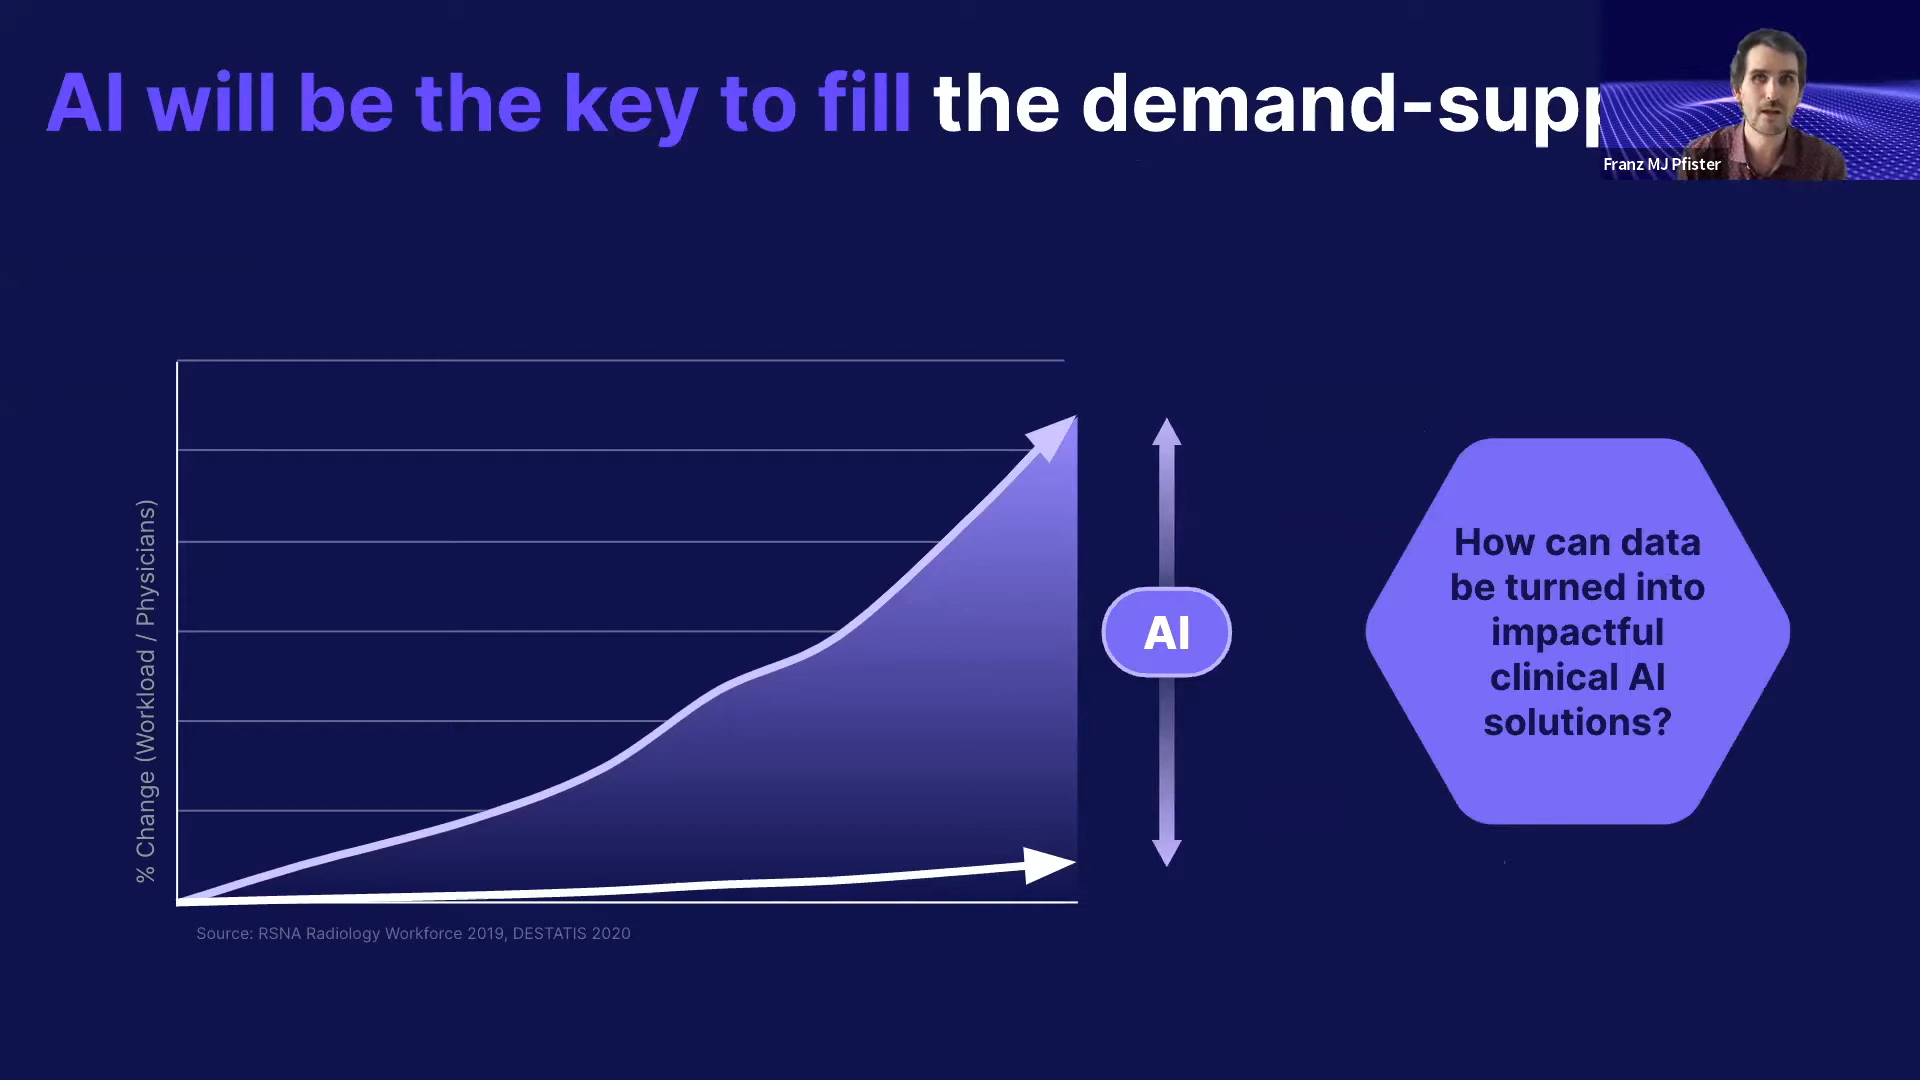 AI will be the key to fill the demand-supp
Franz MJ Pfister
% Change (Workload / Physicians)
AI
How can data
be turned into
impactful
clinical AI
solutions?
Source: RSNA Radiology Workforce 2019, DESTATIS 2020